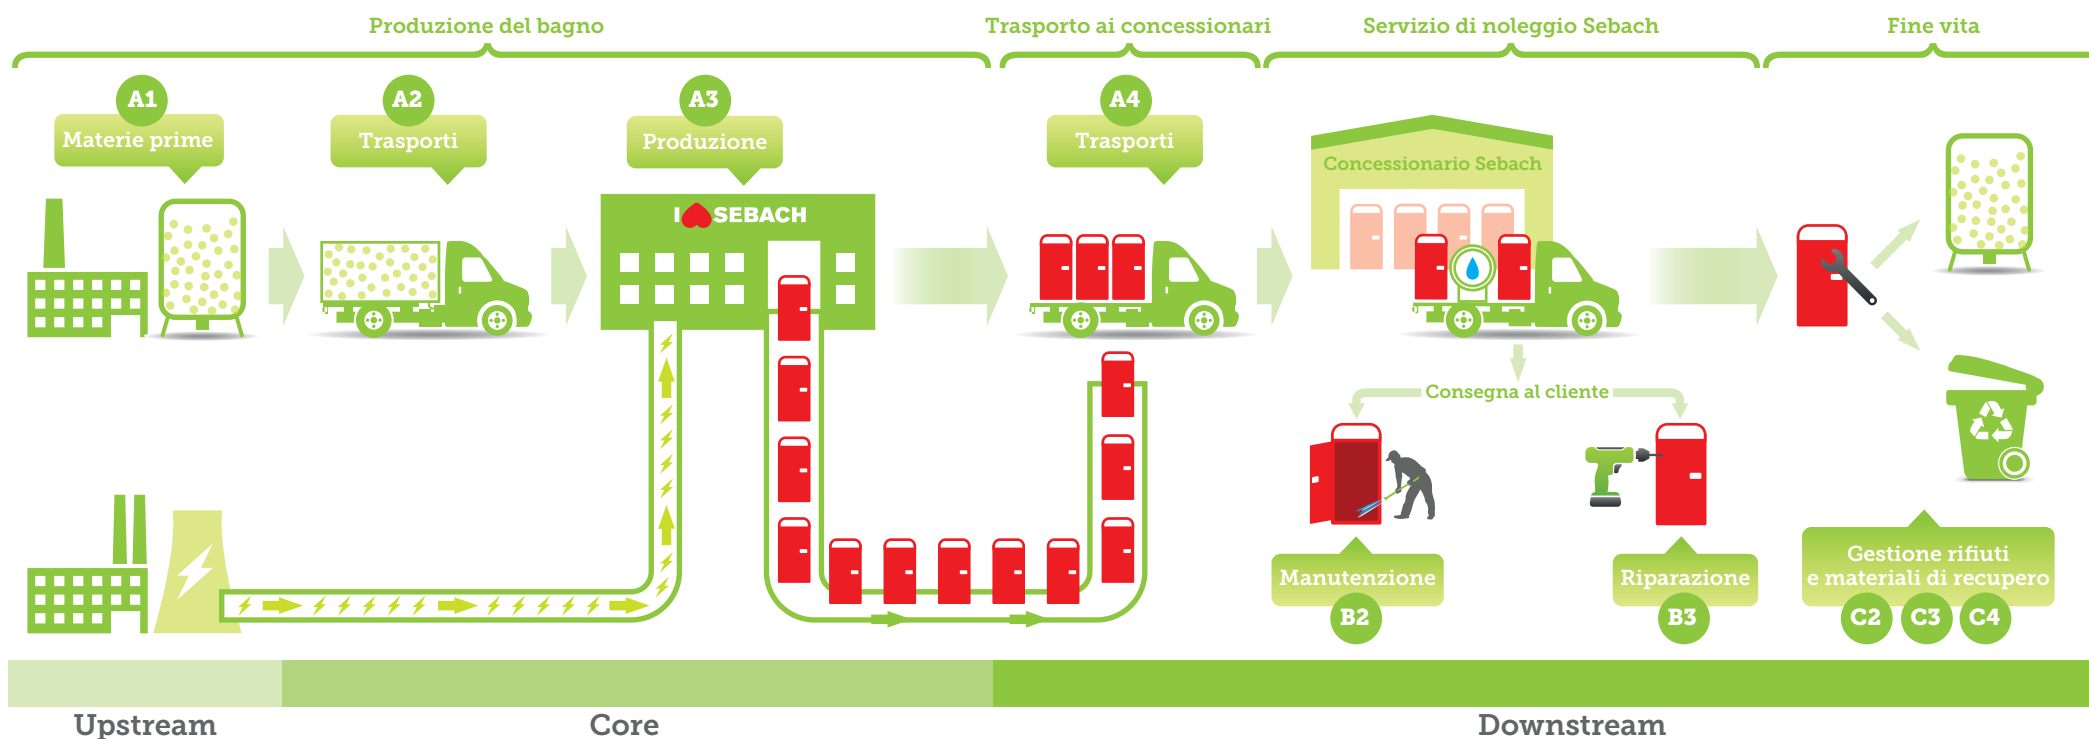 Produzione del bagno
Trasporto ai concessionari
Servizio di noleggio Sebach
Fine vita
A1
Materie prime
A2
Trasporti
A3
Produzione
A4
Trasporti
I SEBACH
Concessionario Sebach
Consegna al cliente
Manutenzione
B2
Riparazione
B3
Gestione rifiuti
e materiali di recupero
C2 C3 C4
Upstream
Core
Downstream